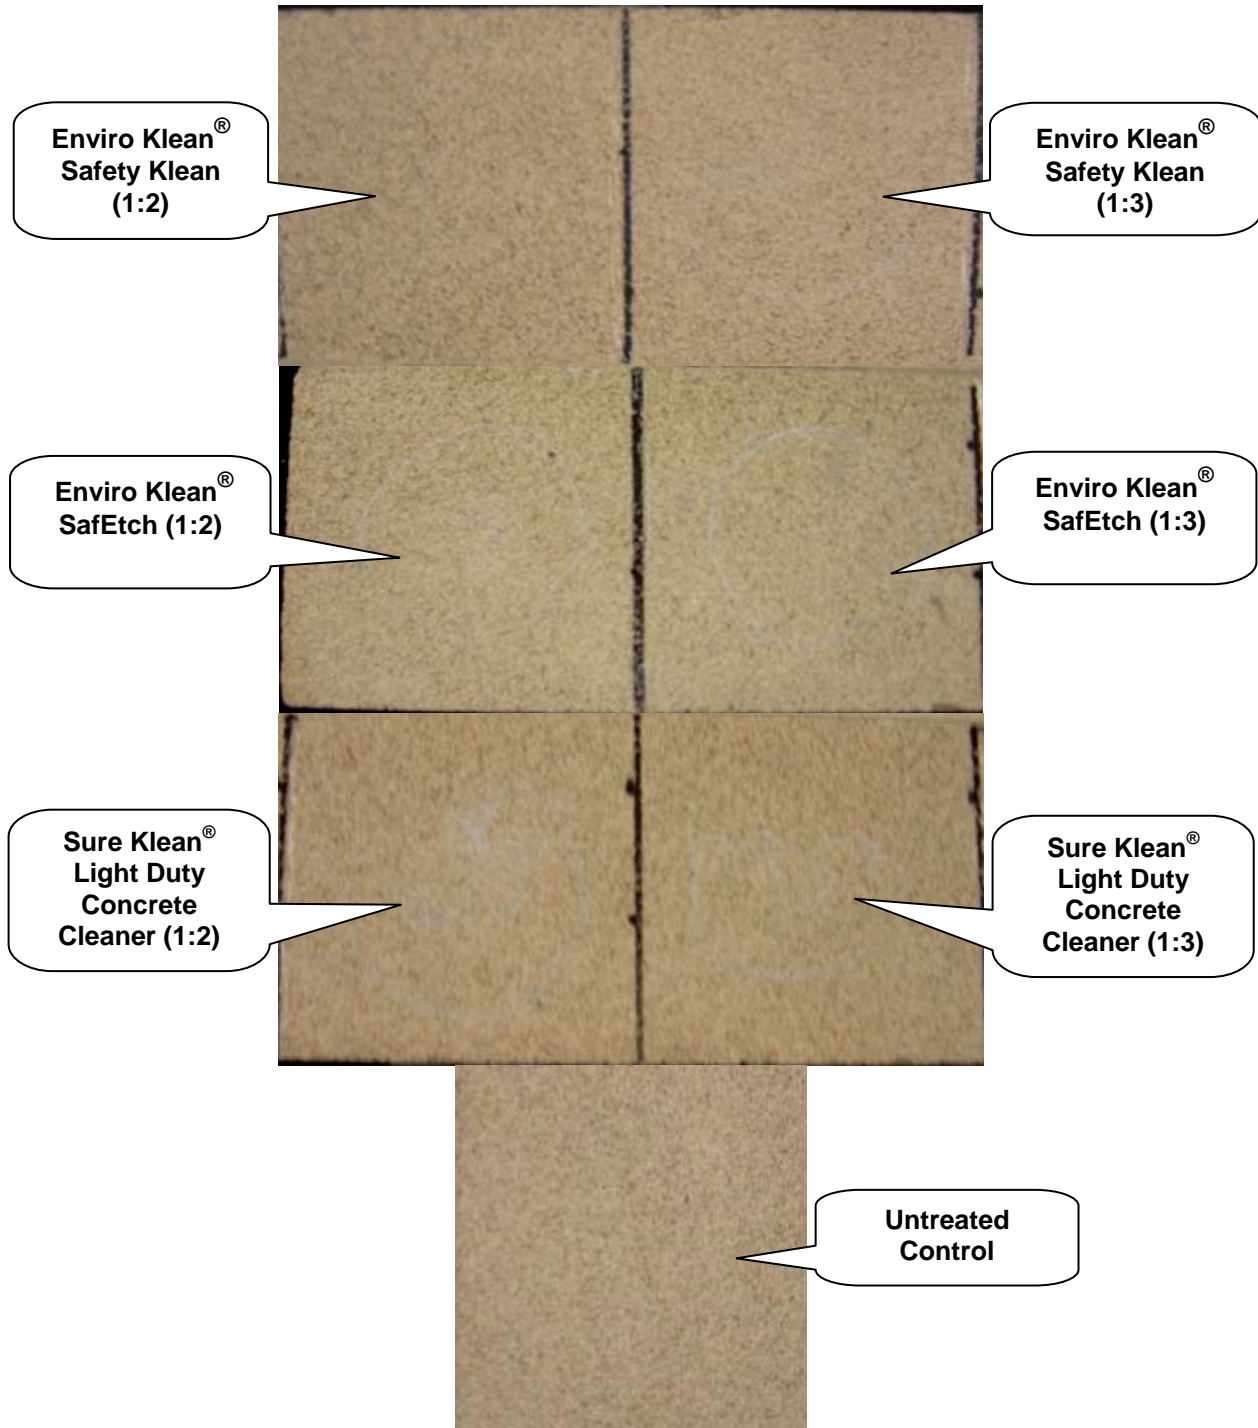 Enviro Klean®
Safety Klean
(1:2)
Enviro Klean®
Safety Klean
(1:3)
Enviro Klean®
SafEtch (1:2)
Enviro Klean®
SafEtch (1:3)
Sure Klean®
Light Duty
Concrete
Cleaner (1:2)
Sure Klean®
Light Duty
Concrete
Cleaner (1:3)
Untreated
Control